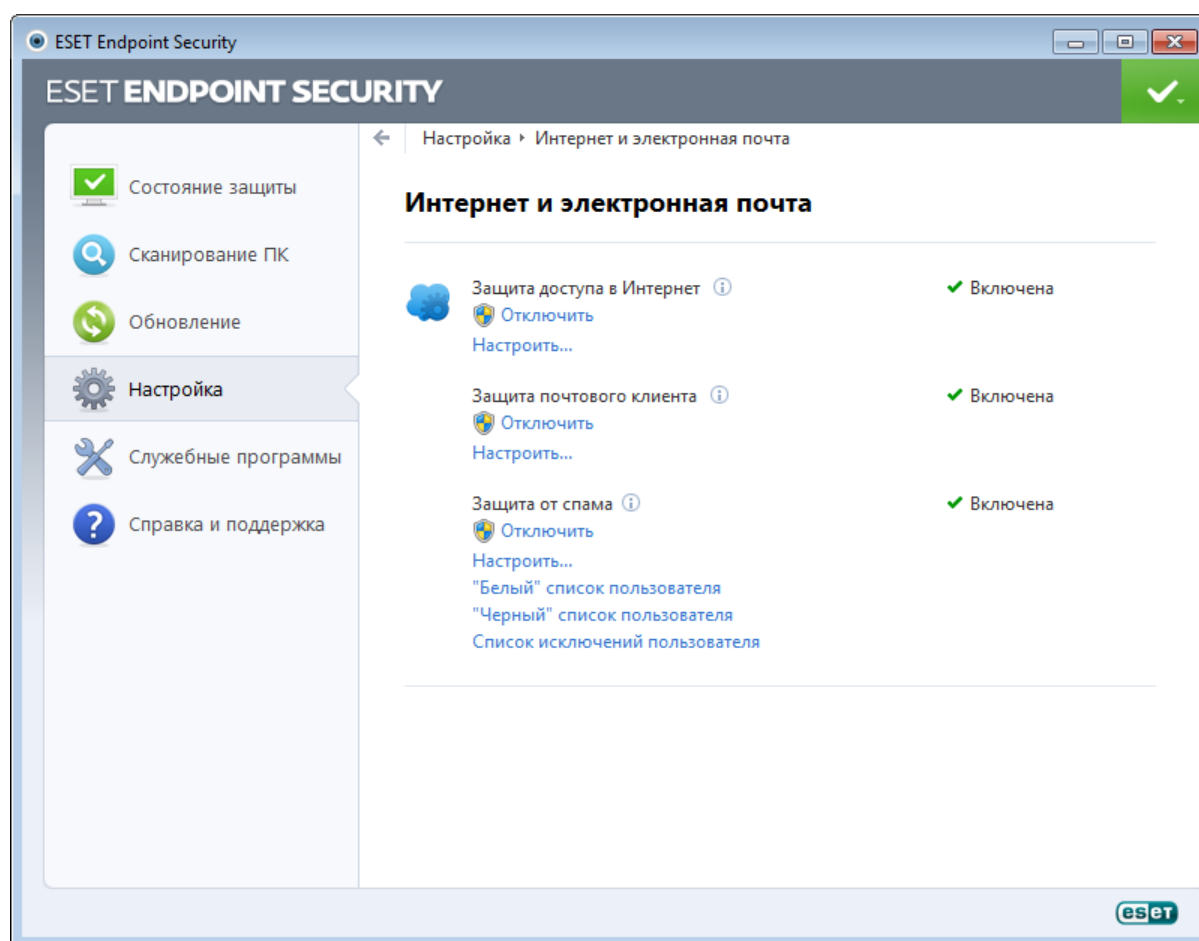 ESET Endpoint Security
ESET ENDPOINT SECURITY
Настройка ▸ Интернет и электронная почта
Состояние защиты
Сканирование ПК
Обновление
Настройка
Служебные программы
Справка и поддержка
Интернет и электронная почта
Защита доступа в Интернет
Включена
Отключить
Настроить...
Защита почтового клиента
Включена
Отключить
Настроить...
Защита от спама
Включена
Отключить
Настроить...
"Белый" список пользователя
"Черный" список пользователя
Список исключений пользователя
eset